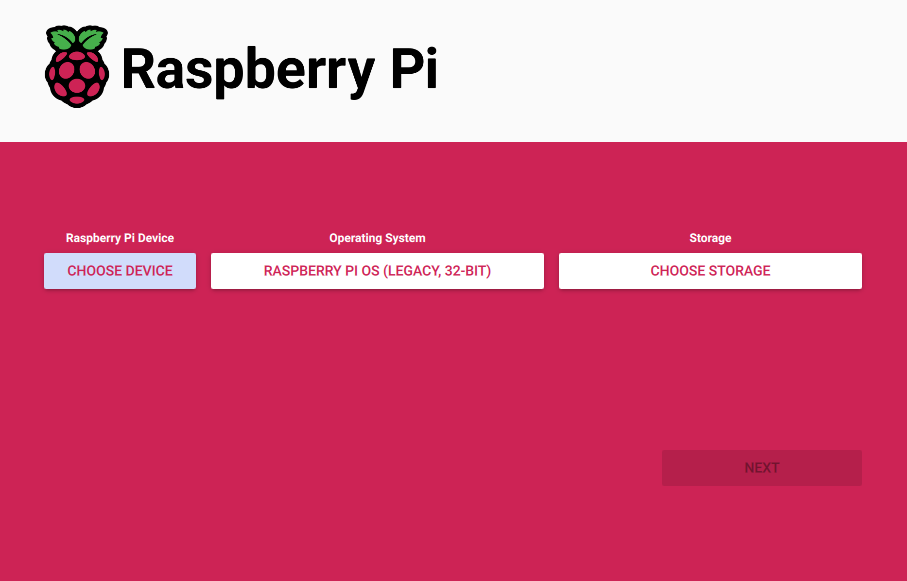 Raspberry Pi
Raspberry Pi Device
Operating System
Storage
CHOOSE DEVICE
RASPBERRY PI OS (LEGACY, 32-BIT)
CHOOSE STORAGE
NEXT